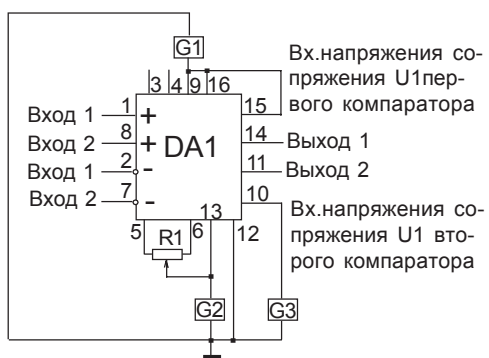 G1
Вх.напряжения со-
пряжения U1пер-
вого компаратора
3 4 9 16
Вход 1 1 + 15
Вход 2 8 + DA1 14 Выход 1
Вход 1 2 - 11 Выход 2
Вход 2 7 - 10
13
5 R1 6 12
Вх.напряжения со-
пряжения U1 вто-
рого компаратора
G2 G3